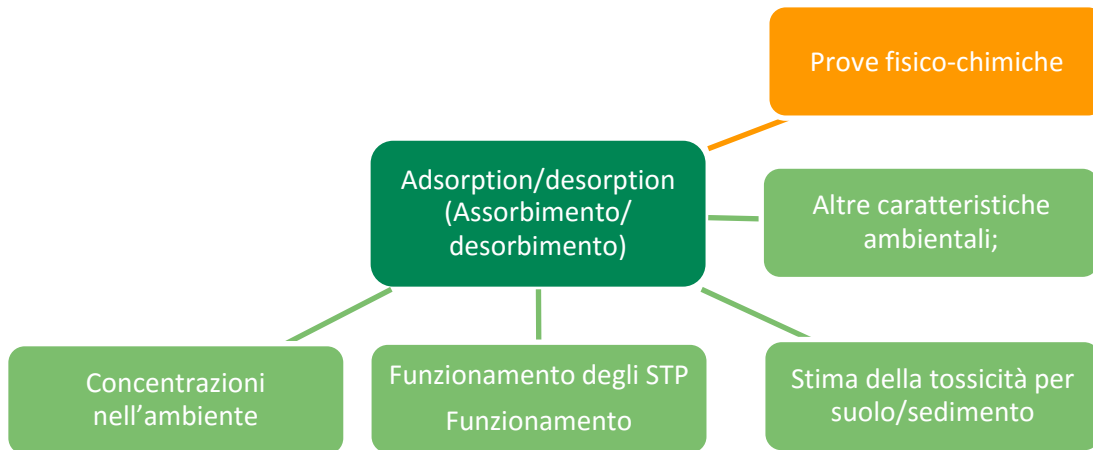 Prove fisico-chimiche
Adsorption/desorption
(Assorbimento/
desorbimento)
Altre caratteristiche
ambientali;
Concentrazioni
nell’ambiente
Funzionamento degli STP
Funzionamento
Stima della tossicità per
suolo/sedimento